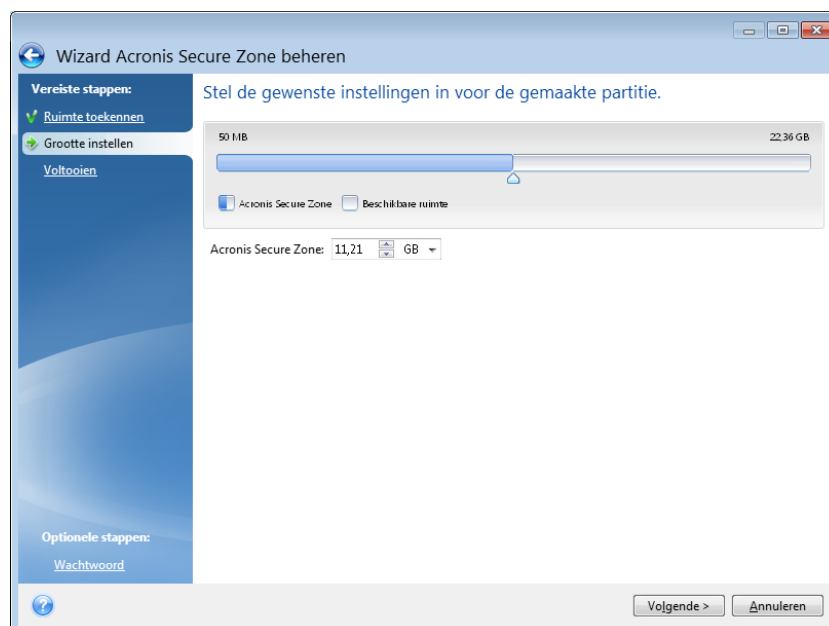 Wizard Acronis Secure Zone beheren
Vereiste stappen:
Ruimte toekennen
Grootte instellen
Voltooien
Stel de gewenste instellingen in voor de gemaakte partitie.
50 MB 22,36 GB
Acronis Secure Zone Beschikbare ruimte
Acronis Secure Zone: 11,21 GB
Optionele stappen:
Wachtwoord
Volgende > Annuleren